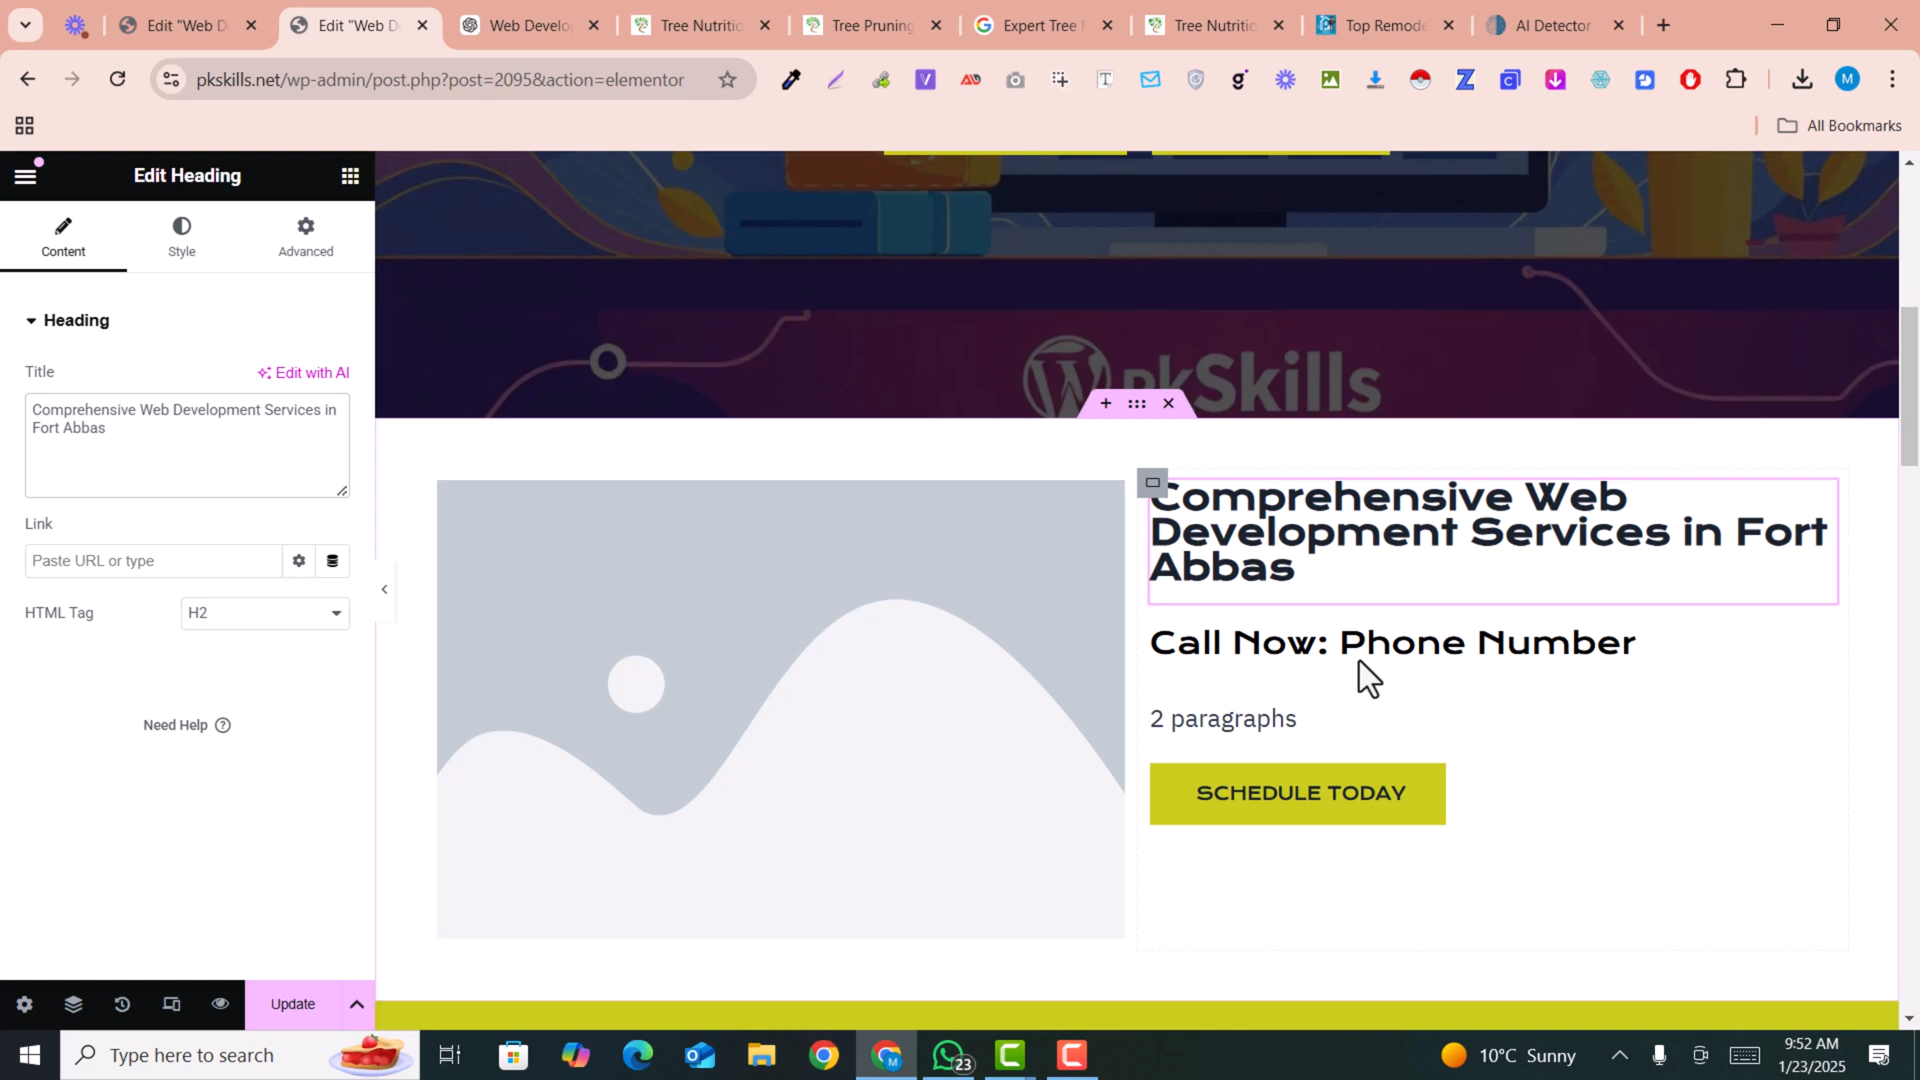 Edit "Web D
Edit "Web D
Web Develo
Tree Nutritio
Tree Pruning
Expert Tree
Tree Nutritio
Top Remode
AI Detector
pkskills.net/wp-admin/post.php?post=2095&action=elementor
All Bookmarks
Edit Heading
Content
Style
Advanced
Heading
Title
Edit with AI
Comprehensive Web Development Services in
Fort Abbas
Link
Paste URL or type
HTML Tag
H2
Need Help
Update
pkSkills
Comprehensive Web
Development Services in Fort
Abbas
Call Now: Phone Number
2 paragraphs
SCHEDULE TODAY
Type here to search
23
10°C Sunny
9:52 AM
1/23/2025